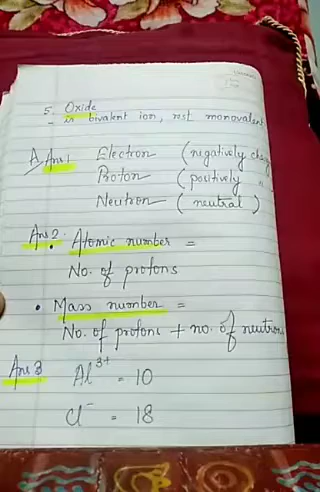 5. Oxide
- is bivalent ion, rest monovalent
A Ans 1 Electron (negatively
Proton (positively "
Neutron (neutral)
Ans 2. Atomic number =
No. of protons
• Mass number =
No. of protons + no. of neutrons
Ans 3 Al³⁺ = 10
Cl⁻ = 18